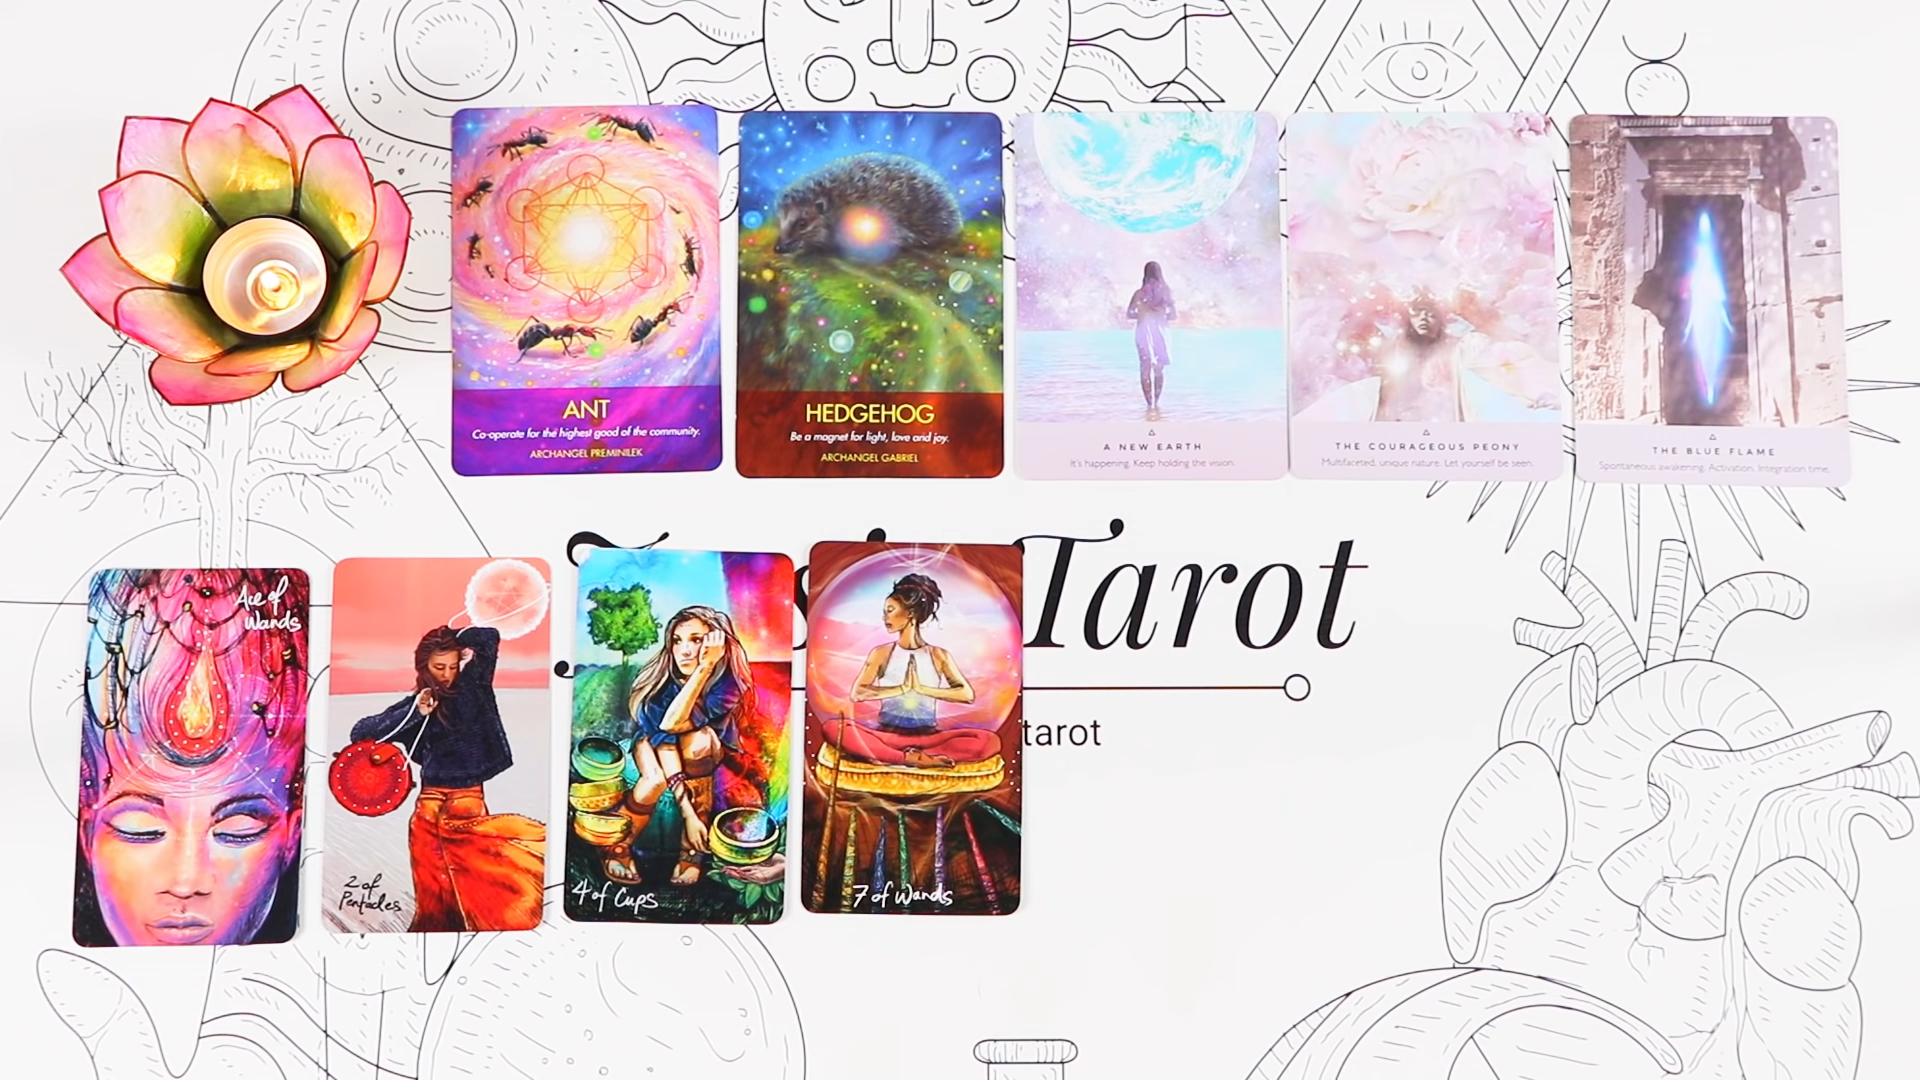 ANT
Co-operate for the highest good of the community.
ARCHANGEL PREMINILEK
HEDGEHOG
Be a magnet for light, love and joy.
ARCHANGEL GABRIEL
A NEW EARTH
It's happening. Keep holding the vision.
THE COURAGEOUS PEONY
Multifaceted, unique nature. Let yourself be seen.
THE BLUE FLAME
Spontaneous awakening. Activation. Integration time.
Tarot
tarot
Ace of
Wands
2 of
Pentacles
4 of Cups
7 of Wands